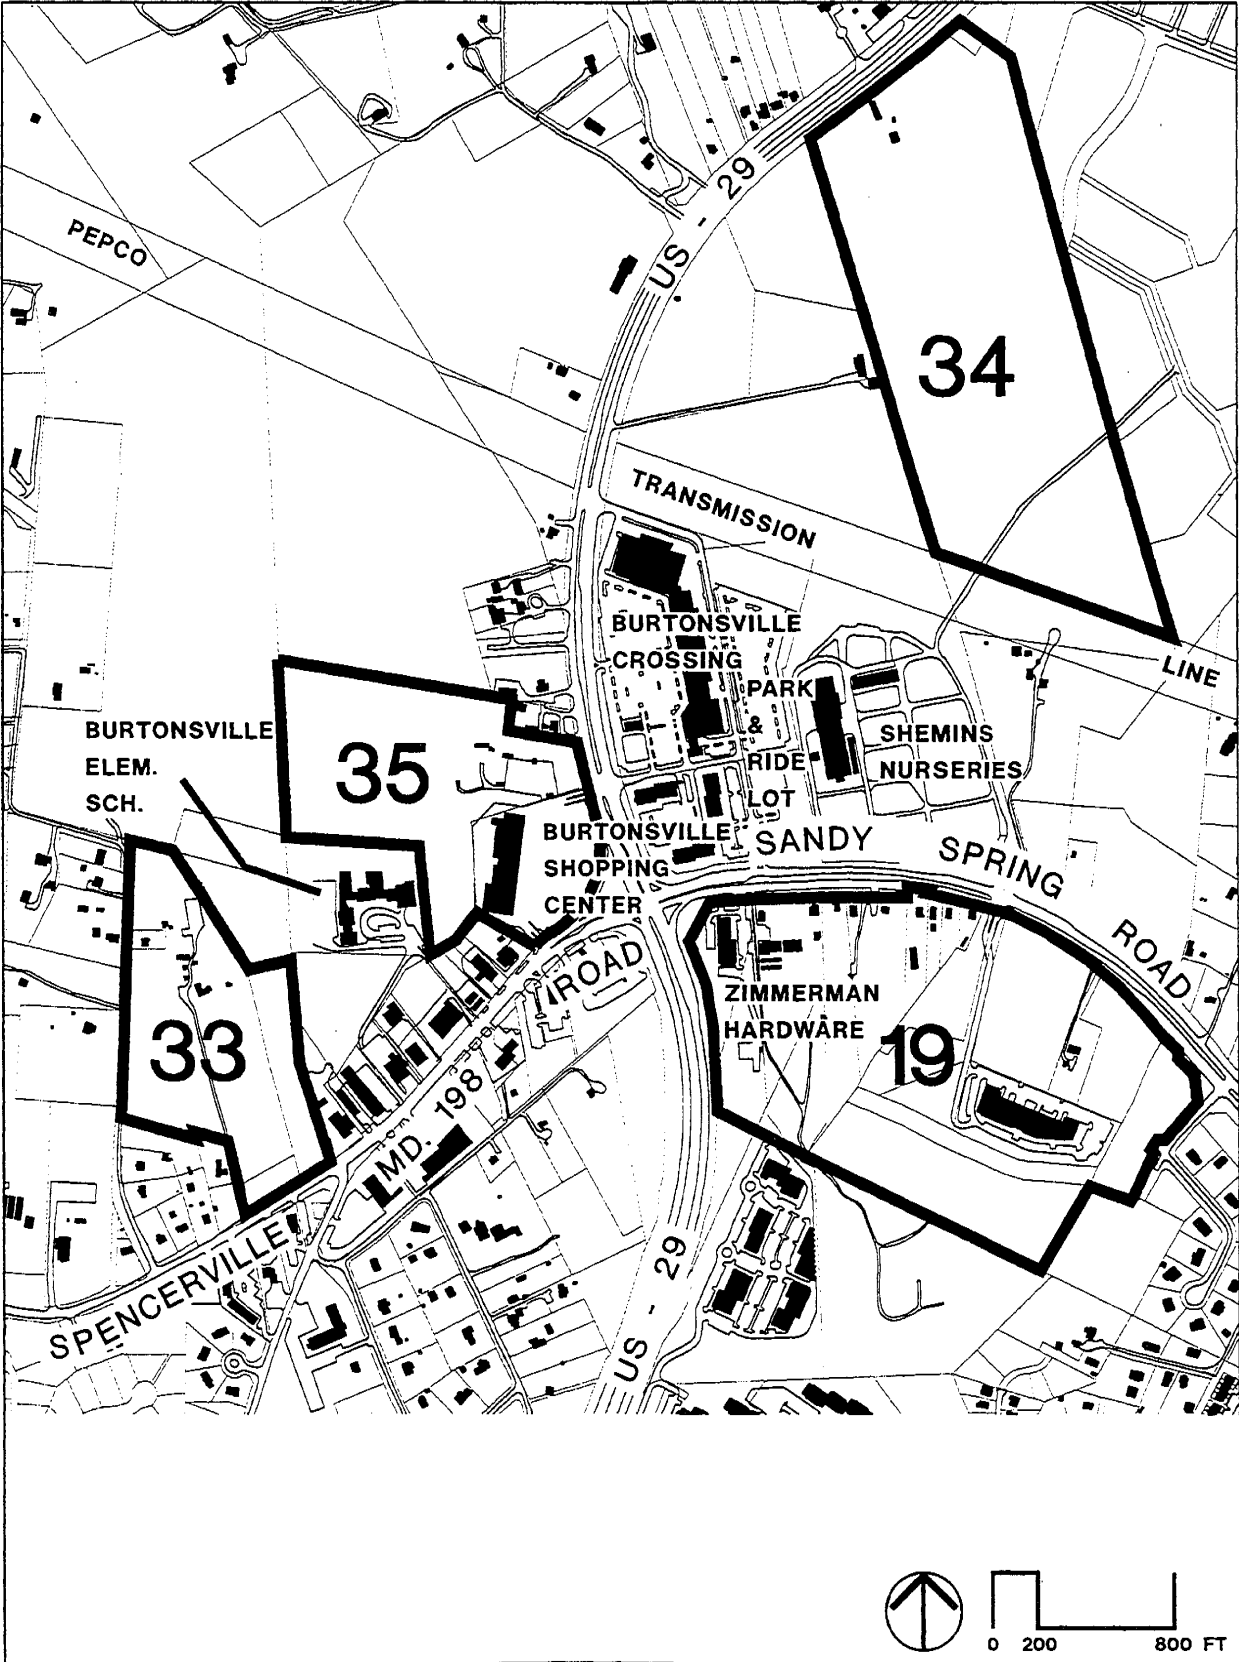 US - 29
PEPCO
34
TRANSMISSION
LINE
BURTONSVILLE
CROSSING
PARK
&
RIDE
LOT
SHEMINS
NURSERIES
BURTONSVILLE
ELEM.
SCH.
35
BURTONSVILLE
SHOPPING
CENTER
SANDY SPRING ROAD
ZIMMERMAN
HARDWARE
19
33
SPENCERVILLE ROAD
MD. 198
US - 29
0 200 800 FT